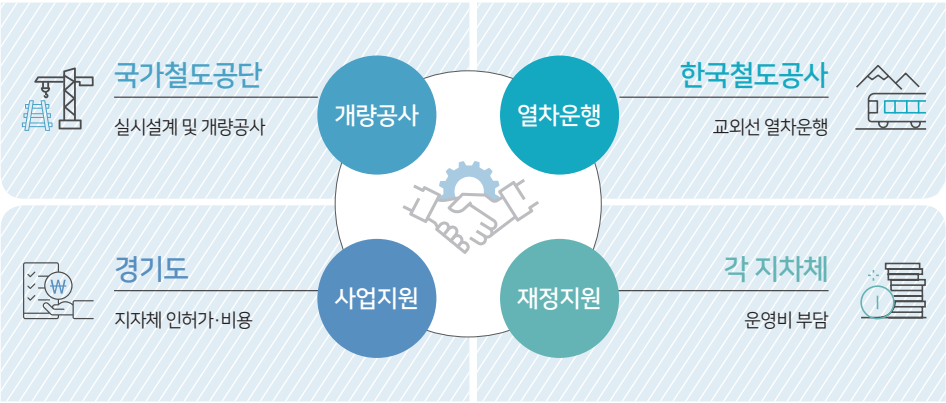 국가철도공단
실시설계 및 개량공사
개량공사
열차운행
한국철도공사
교외선 열차운행
경기도
지자체 인허가·비용
₩
사업지원
재정지원
각 지차체
운영비 부담